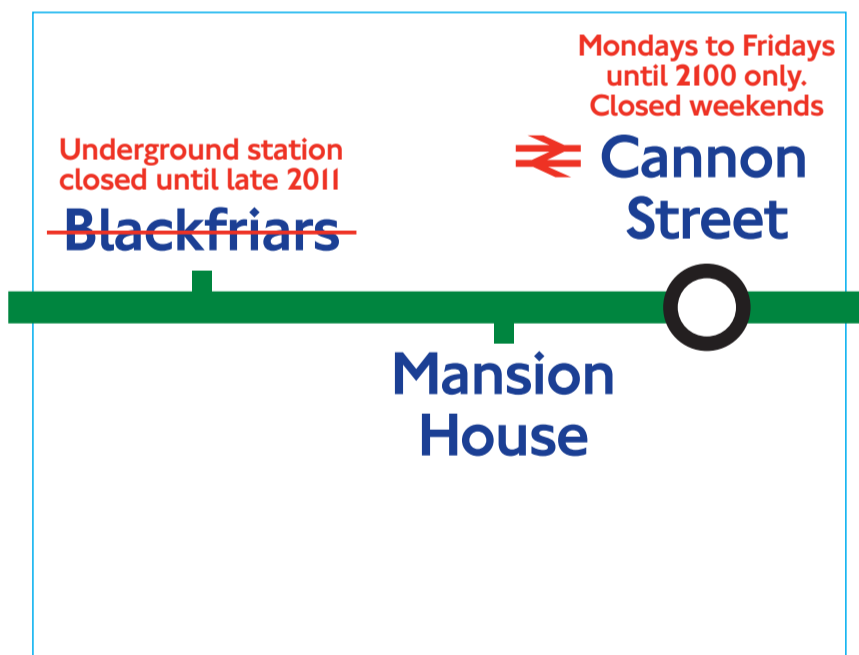 Underground station
closed until late 2011
Blackfriars
Mansion
House
Mondays to Fridays
until 2100 only.
Closed weekends
Cannon
Street